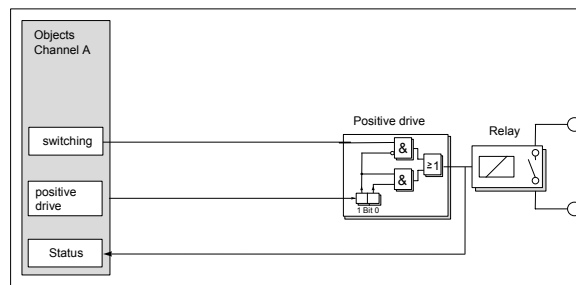 Objects
Channel A
switching
positive
drive
Status
Positive drive
&
&
≥1
1 Bit 0
Relay